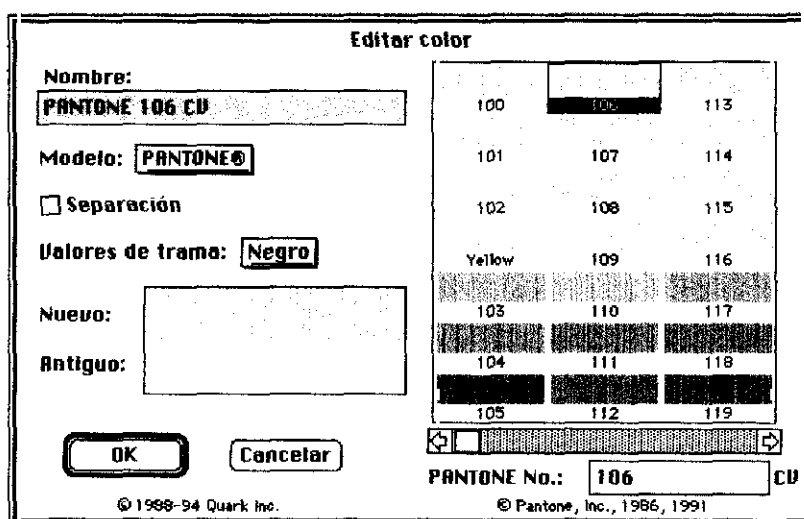 Editar color
Nombre:
PANTONE 106 CV
Modelo: PANTONE®
Separación
Valores de trama: Negro
Nuevo:
Antiguo:
OK Cancelar
© 1988-94 Quark Inc.
100 106 113
101 107 114
102 108 115
Yellow 109 116
103 110 117
104 111 118
105 112 119
PANTONE No.: 106 CV
© Pantone, Inc., 1986, 1991